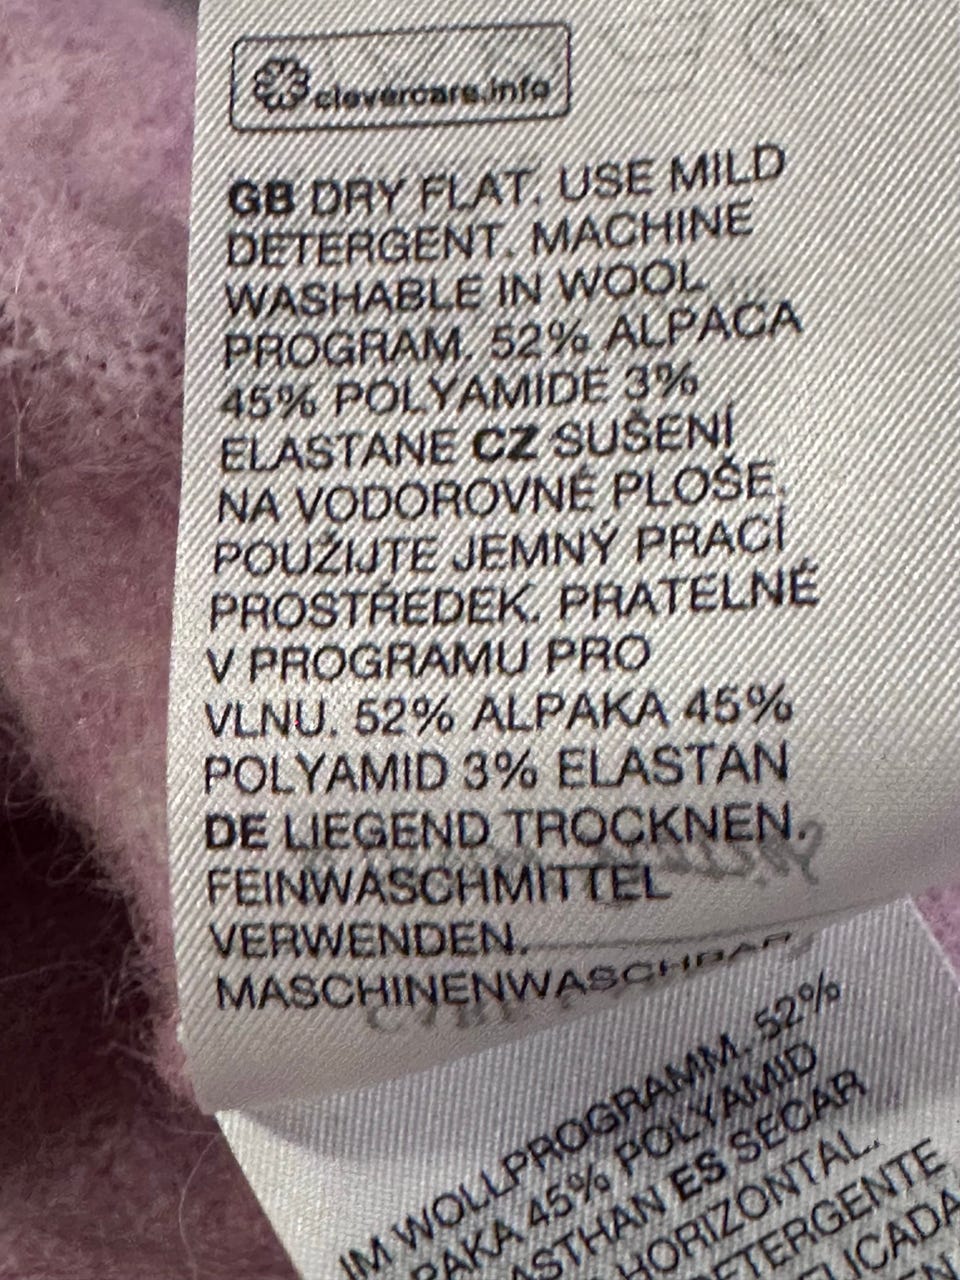 clevercare.info
GB DRY FLAT. USE MILD
DETERGENT. MACHINE
WASHABLE IN WOOL
PROGRAM. 52% ALPACA
45% POLYAMIDE 3%
ELASTANE CZ SUŠENÍ
NA VODOROVNÉ PLOŠE.
POUŽIJTE JEMNÝ PRACÍ
PROSTŘEDEK. PRATELNÉ
V PROGRAMU PRO
VLNU. 52% ALPAKA 45%
POLYAMID 3% ELASTAN
DE LIEGEND TROCKNEN.
FEINWASCHMITTEL
VERWENDEN.
MASCHINENWASCHBAR
IM WOLLPROGRAMM. 52%
PAKA 45% POLYAMID
ASTHAN ES SECAR
HORIZONTAL.
DETERGENTE
LICADA